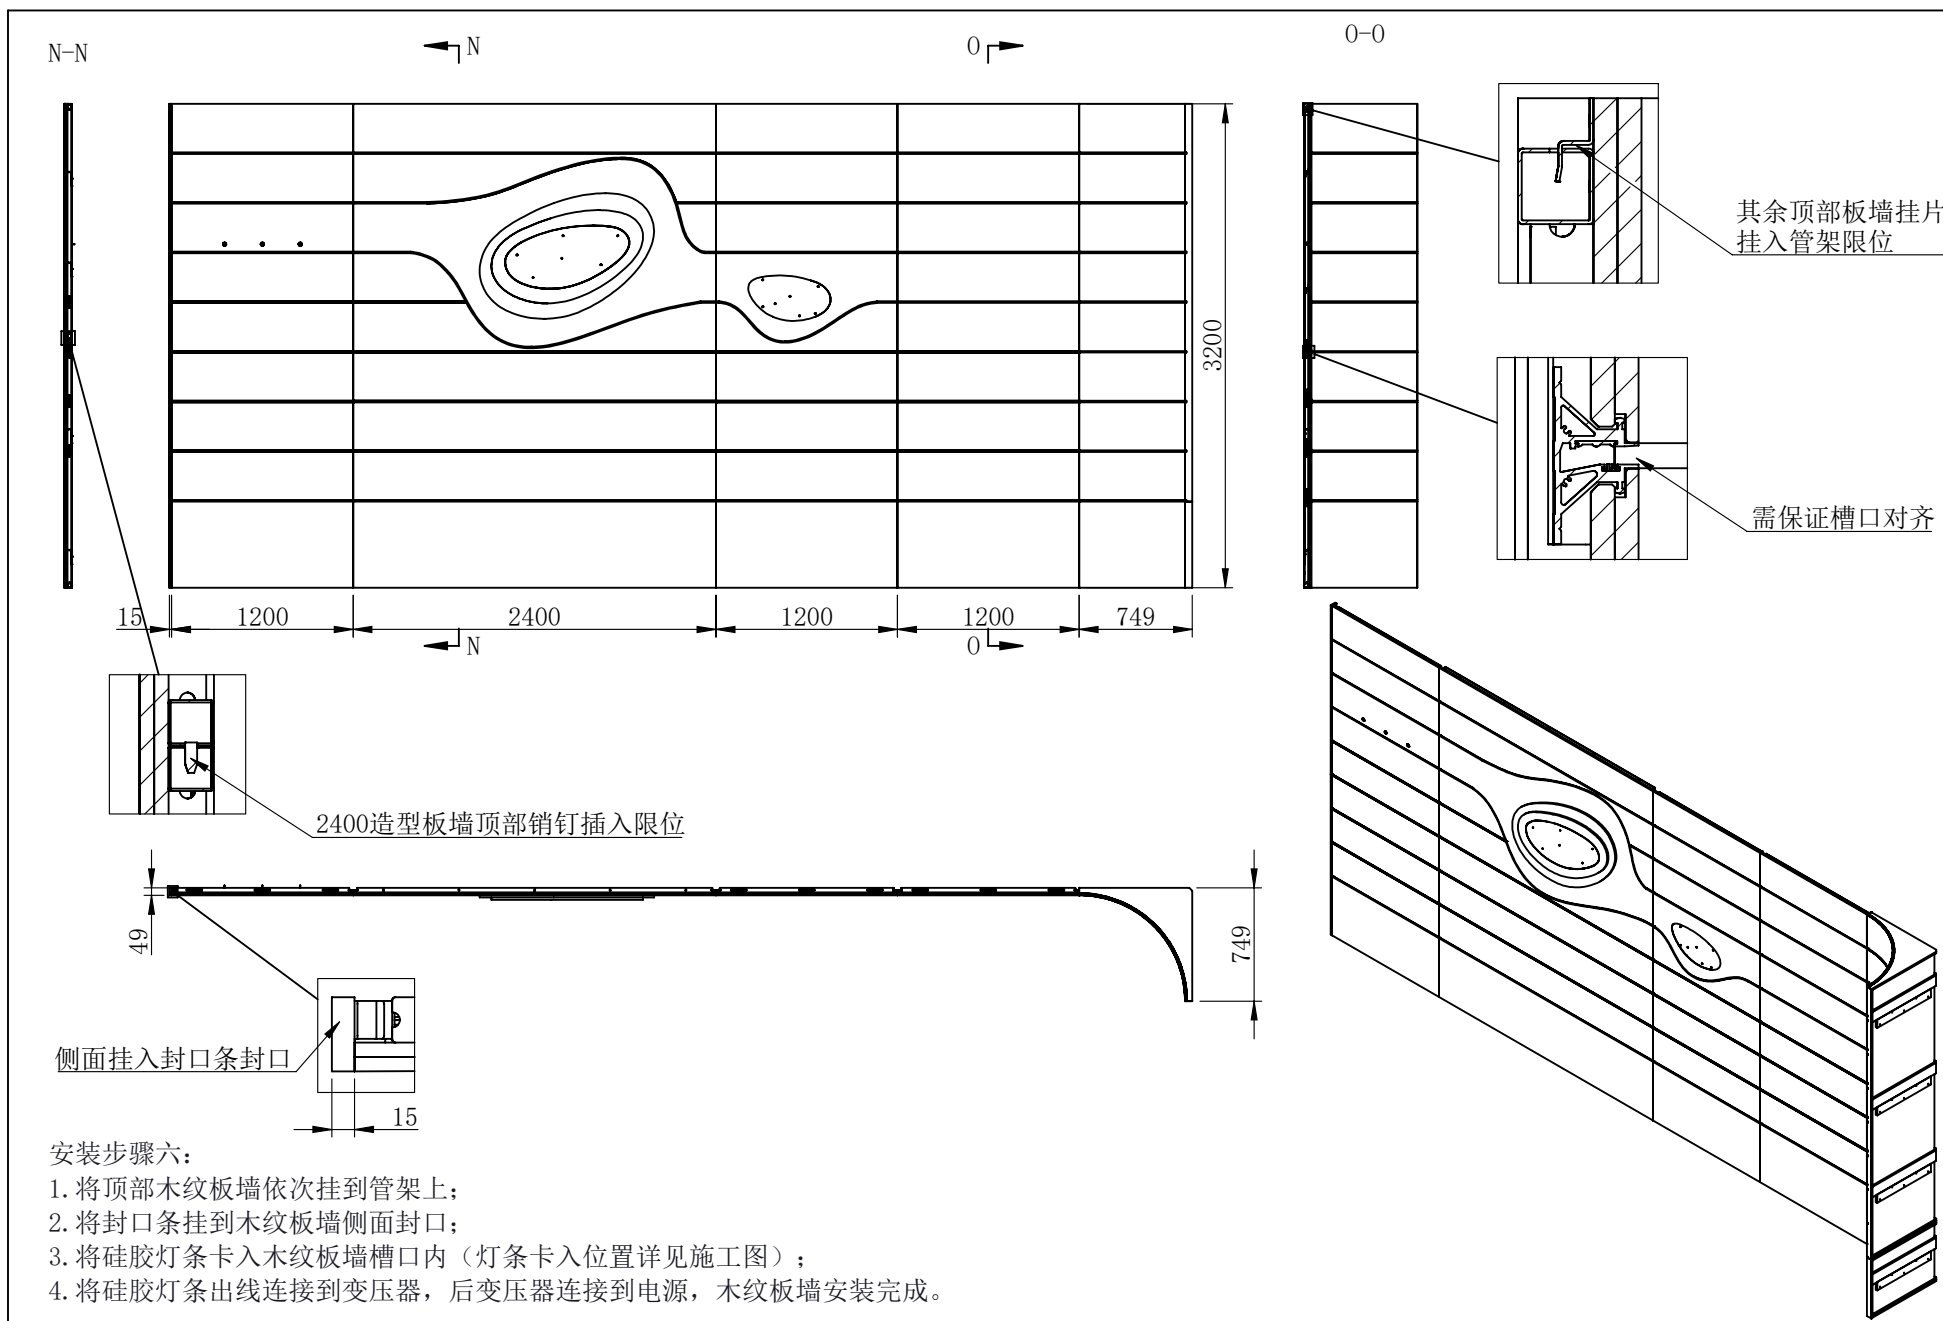 N-N
N
O
O-O
其余顶部板墙挂片
挂入管架限位
3200
需保证槽口对齐
15
1200
2400
1200
1200
749
N
O
2400造型板墙顶部销钉插入限位
49
749
侧面挂入封口条封口
15
安装步骤六：
1.将顶部木纹板墙依次挂到管架上；
2.将封口条挂到木纹板墙侧面封口；
3.将硅胶灯条卡入木纹板墙槽口内（灯条卡入位置详见施工图）；
4.将硅胶灯条出线连接到变压器，后变压器连接到电源，木纹板墙安装完成。